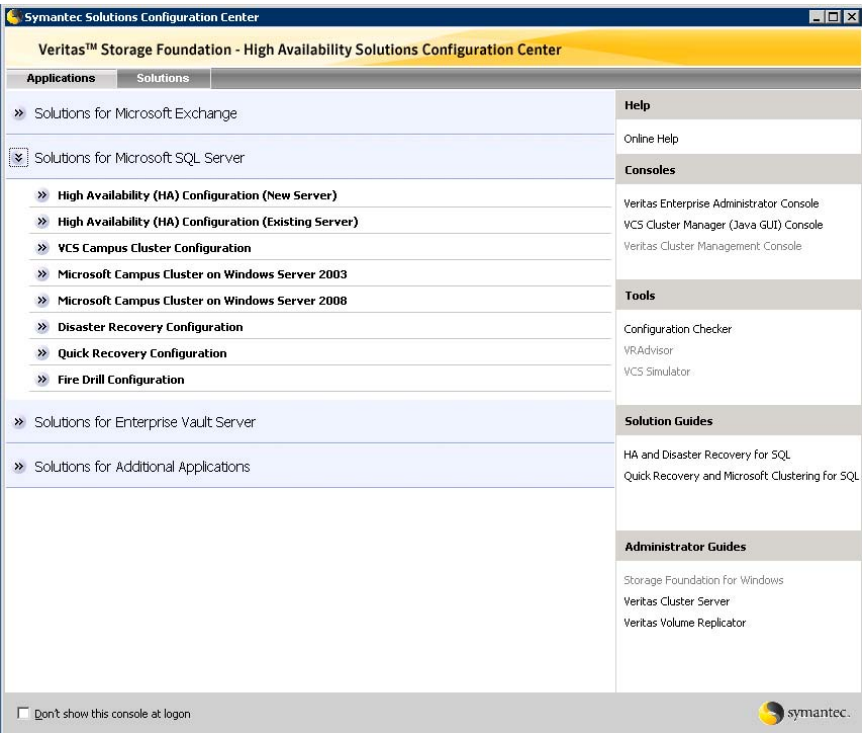 Symantec Solutions Configuration Center
Veritas™ Storage Foundation - High Availability Solutions Configuration Center
Applications
Solutions
Solutions for Microsoft Exchange
Solutions for Microsoft SQL Server
High Availability (HA) Configuration (New Server)
High Availability (HA) Configuration (Existing Server)
VCS Campus Cluster Configuration
Microsoft Campus Cluster on Windows Server 2003
Microsoft Campus Cluster on Windows Server 2008
Disaster Recovery Configuration
Quick Recovery Configuration
Fire Drill Configuration
Solutions for Enterprise Vault Server
Solutions for Additional Applications
Help
Online Help
Consoles
Veritas Enterprise Administrator Console
VCS Cluster Manager (Java GUI) Console
Veritas Cluster Management Console
Tools
Configuration Checker
VRAdvisor
VCS Simulator
Solution Guides
HA and Disaster Recovery for SQL
Quick Recovery and Microsoft Clustering for SQL
Administrator Guides
Storage Foundation for Windows
Veritas Cluster Server
Veritas Volume Replicator
Don't show this console at logon
symantec.